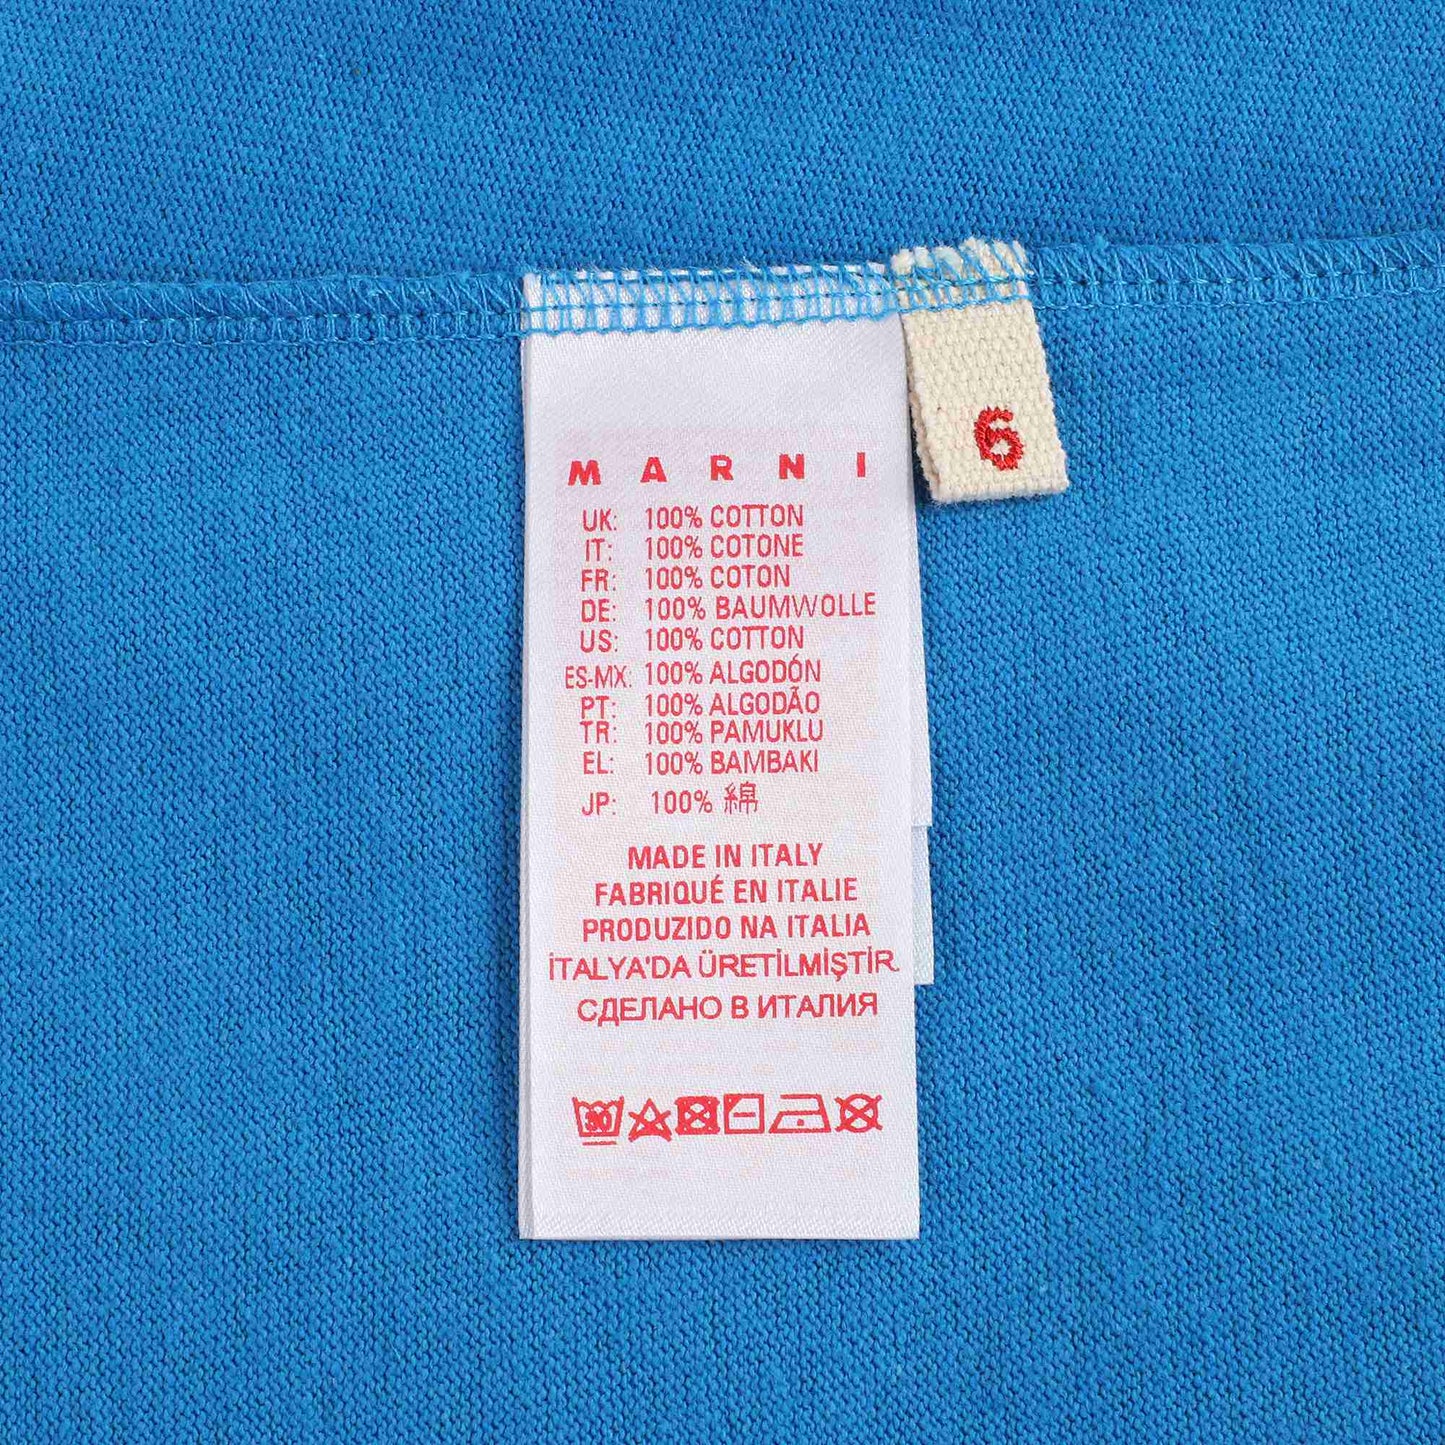 6
MARNI
UK: 100% COTTON
IT: 100% COTONE
FR: 100% COTON
DE: 100% BAUMWOLLE
US: 100% COTTON
ES-MX: 100% ALGODÓN
PT: 100% ALGODÃO
TR: 100% PAMUKLU
EL: 100% BAMBAKI
JP: 100% 綿
MADE IN ITALY
FABRIQUÉ EN ITALIE
PRODUZIDO NA ITALIA
İTALYA'DA ÜRETİLMİŞTİR.
СДЕЛАНО В ИТАЛИЯ
30